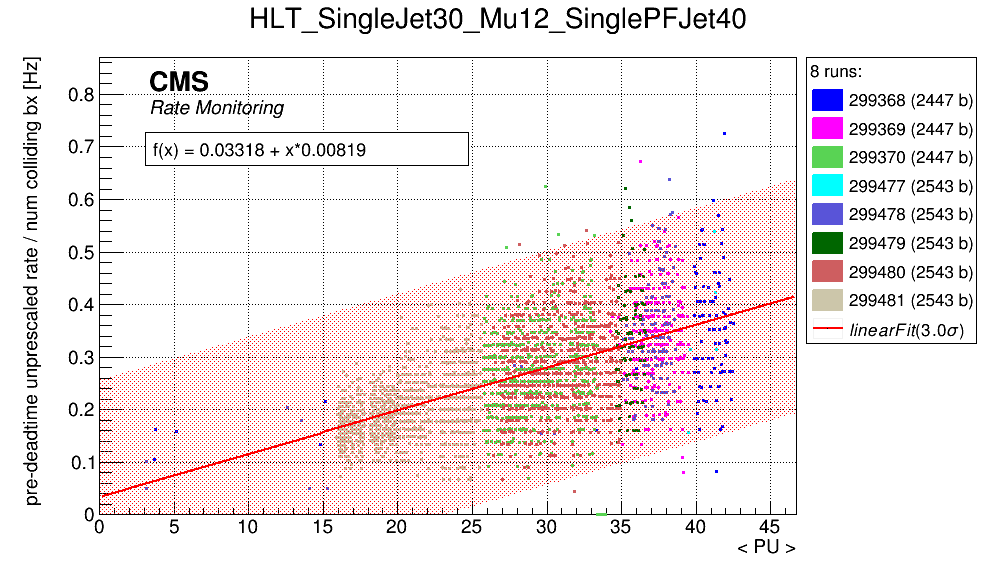 HLT_SingleJet30_Mu12_SinglePFJet40
pre-deadtime unprescaled rate / num colliding bx [Hz]
CMS
Rate Monitoring
f(x) = 0.03318 + x*0.00819
0.8
0.7
0.6
0.5
0.4
0.3
0.2
0.1
0
0 5 10 15 20 25 30 35 40 45
< PU >
8 runs:
299368 (2447 b)
299369 (2447 b)
299370 (2447 b)
299477 (2543 b)
299478 (2543 b)
299479 (2543 b)
299480 (2543 b)
299481 (2543 b)
linearFit(3.0σ)